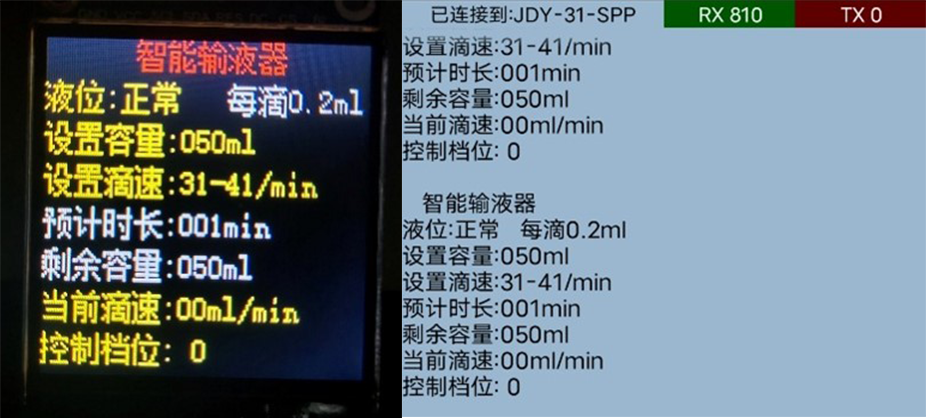 智能输液器
液位:正常 每滴0.2ml
设置容量:050ml
设置滴速:31-41/min
预计时长:001min
剩余容量:050ml
当前滴速:00ml/min
控制档位: 0
已连接到:JDY-31-SPP RX 810 TX 0
设置滴速:31-41/min
预计时长:001min
剩余容量:050ml
当前滴速:00ml/min
控制档位: 0
智能输液器
液位:正常 每滴0.2ml
设置容量:050ml
设置滴速:31-41/min
预计时长:001min
剩余容量:050ml
当前滴速:00ml/min
控制档位: 0